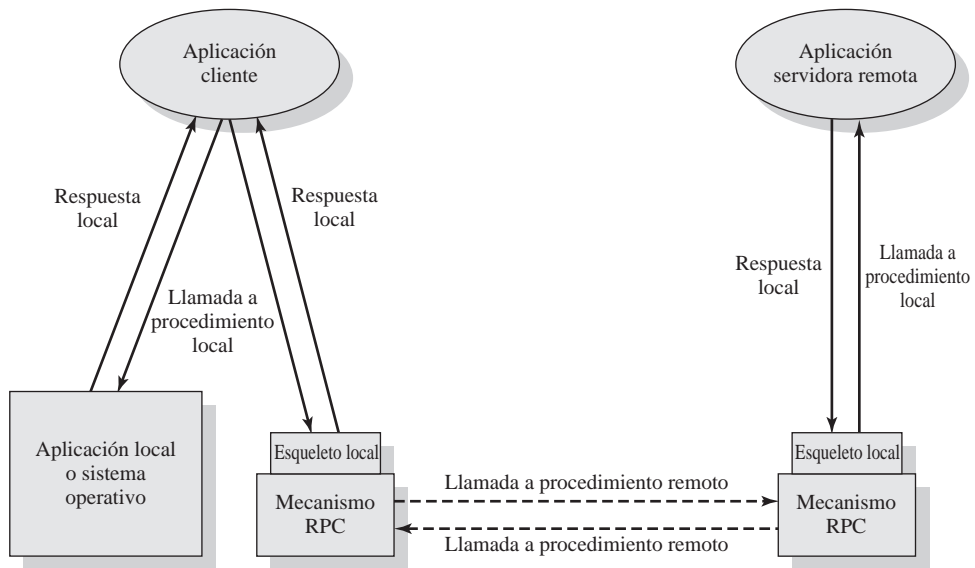 Aplicación
cliente
Aplicación
servidora remota
Respuesta
local
Respuesta
local
Llamada a
procedimiento
local
Respuesta
local
Llamada a
procedimiento
local
Aplicación local
o sistema
operativo
Esqueleto local
Mecanismo
RPC
Llamada a procedimiento remoto
Llamada a procedimiento remoto
Esqueleto local
Mecanismo
RPC